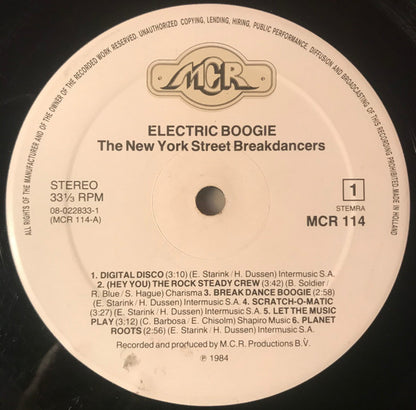 ALL RIGHTS OF THE MANUFACTURER AND OF THE OWNER OF THE RECORDED WORK RESERVED. UNAUTHORIZED COPYING, LENDING, HIRING, PUBLIC PERFORMANCE, DIFFUSION AND BROADCASTING OF THIS RECORDING PROHIBITED. MADE IN HOLLAND
MCR
ELECTRIC BOOGIE
The New York Street Breakdancers
STEREO
33⅓ RPM
08-022833-1
(MCR 114-A)
1
STEMRA
MCR 114
1. DIGITAL DISCO (3:10) (E. Starink/H. Dussen) Intermusic S.A.
2. (HEY YOU) THE ROCK STEADY CREW (3:42) (B. Soldier/
R. Blue/S. Hague) Charisma 3. BREAK DANCE BOOGIE (2:58)
(E. Starink/H. Dussen) Intermusic S.A. 4. SCRATCH-O-MATIC
(3:27) (E. Starink/H. Dussen) Intermusic S.A. 5. LET THE MUSIC
PLAY (3:12) (C. Barbosa/E. Chisolm) Shapiro Music 6. PLANET
ROOTS (2:56) (E. Starink/H. Dussen) Intermusic S.A.
Recorded and produced by M.C.R. Productions B.V.
℗ 1984